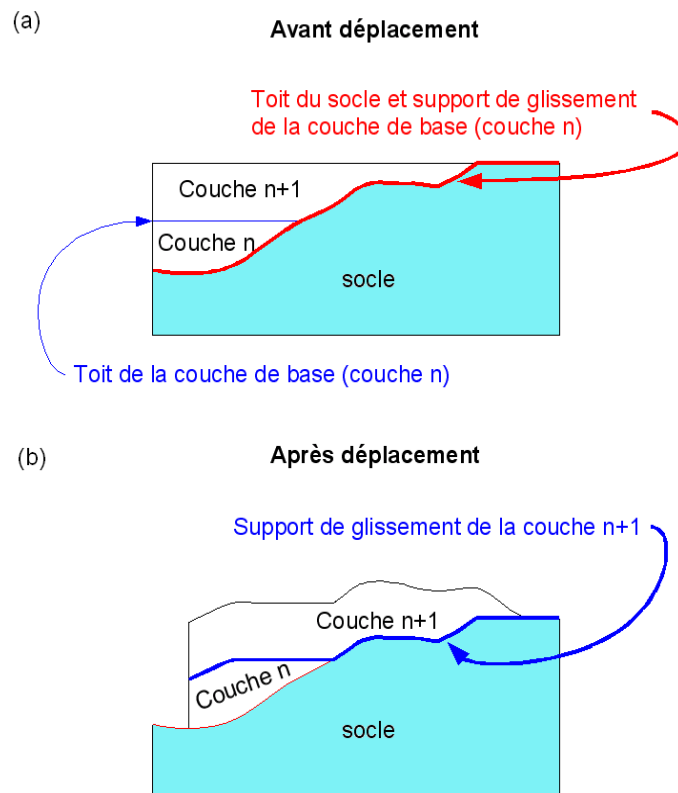 (a)
Avant déplacement
Toit du socle et support de glissement
de la couche de base (couche n)
Couche n+1
Couche n
socle
Toit de la couche de base (couche n)
(b)
Après déplacement
Support de glissement de la couche n+1
Couche n+1
Couche n
socle